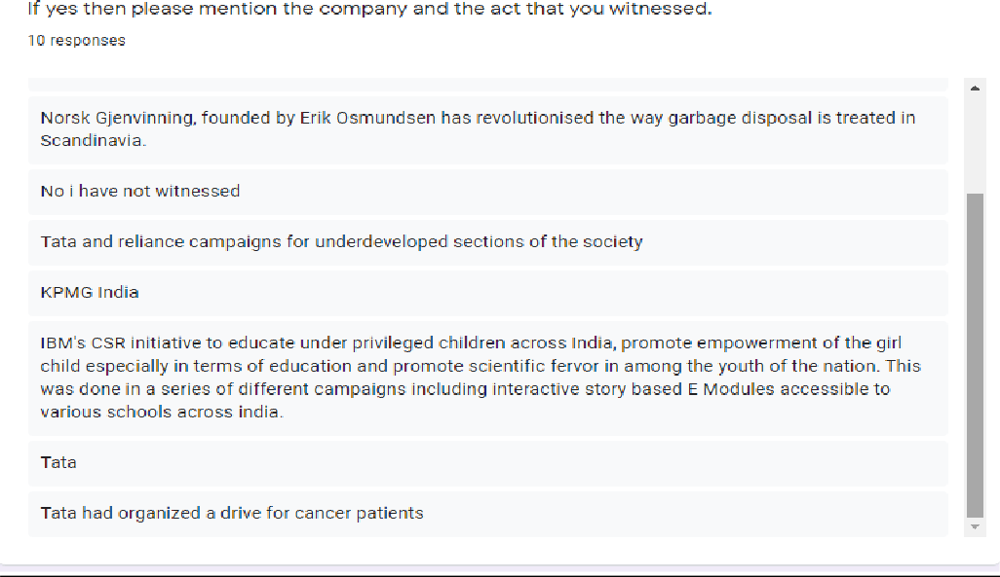 If yes then please mention the company and the act that you witnessed.
10 responses
Norsk Gjenvinning, founded by Erik Osmundsen has revolutionised the way garbage disposal is treated in
Scandinavia.
No i have not witnessed
Tata and reliance campaigns for underdeveloped sections of the society
KPMG India
IBM's CSR initiative to educate under privileged children across India, promote empowerment of the girl
child especially in terms of education and promote scientific fervor in among the youth of the nation. This
was done in a series of different campaigns including interactive story based E Modules accessible to
various schools across india.
Tata
Tata had organized a drive for cancer patients